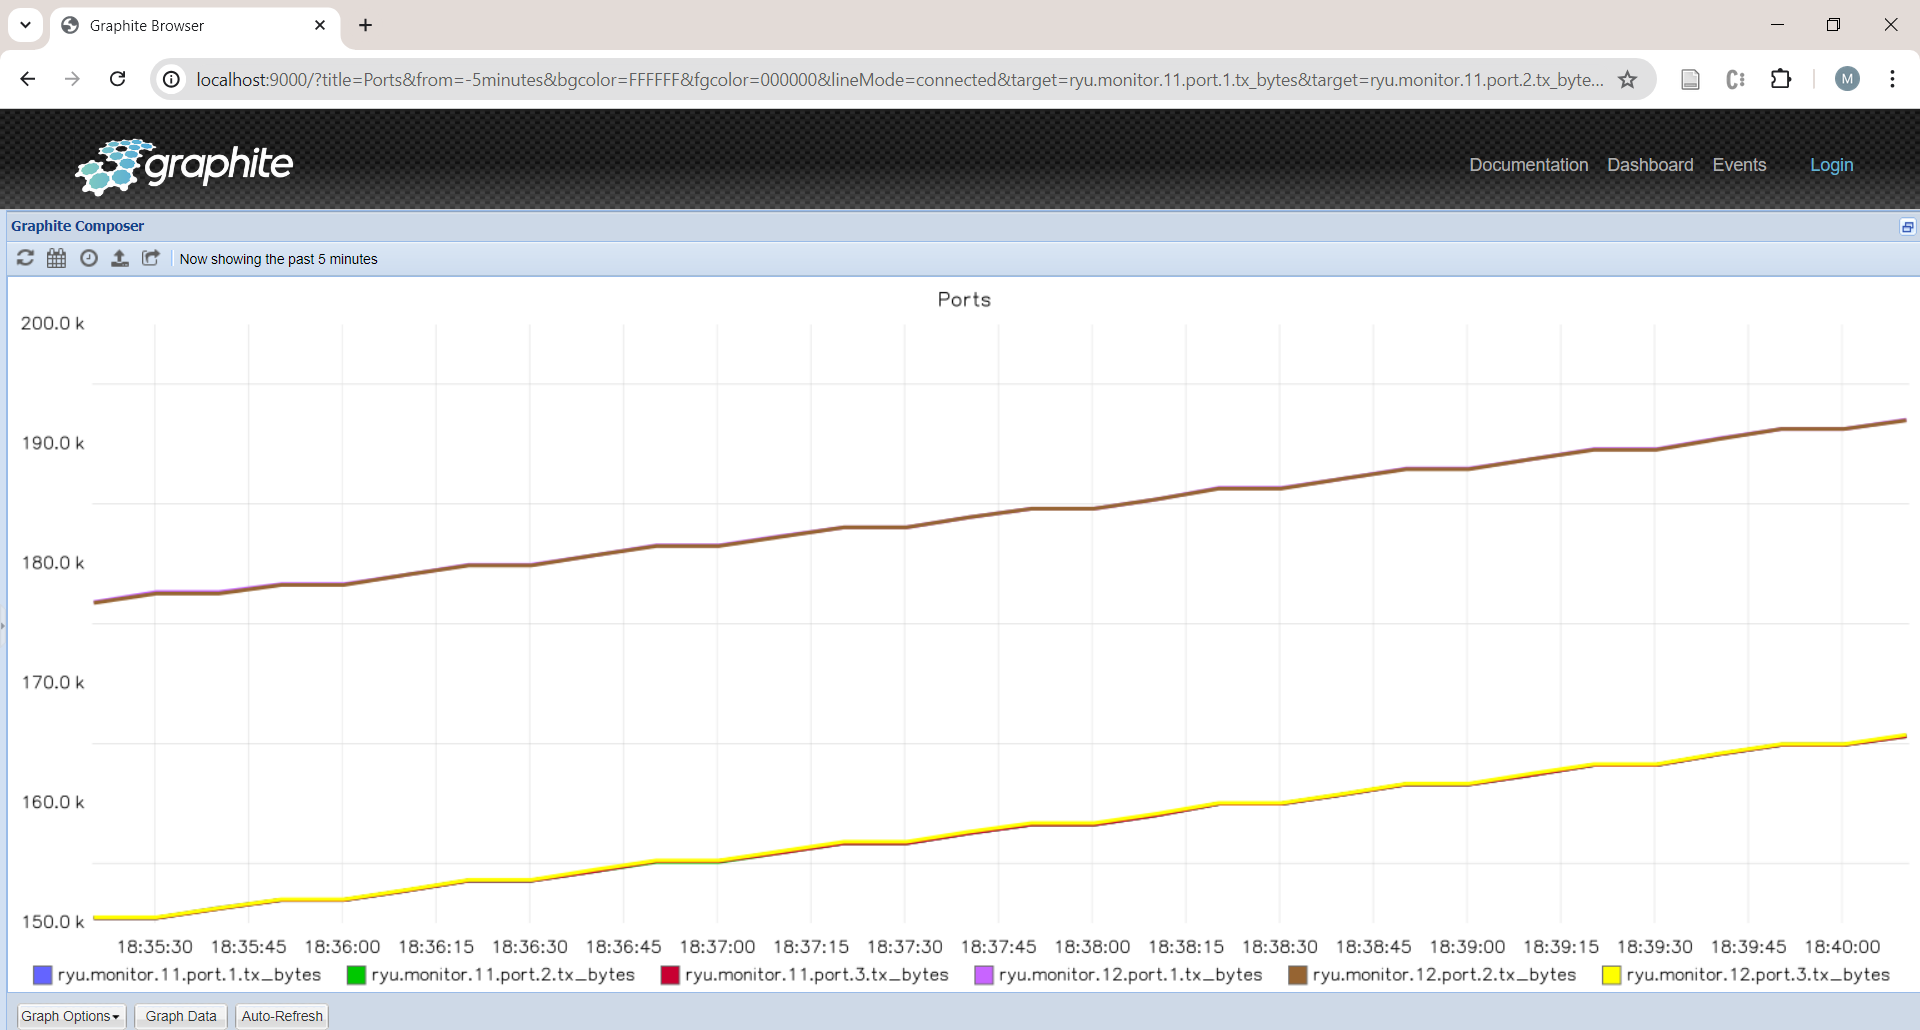 Graphite Browser
localhost:9000/?title=Ports&from=-5minutes&bgcolor=FFFFFF&fgcolor=000000&lineMode=connected&target=ryu.monitor.11.port.1.tx_bytes&target=ryu.monitor.11.port.2.tx_byte...
M
graphite
Documentation Dashboard Events Login
Graphite Composer
Now showing the past 5 minutes
Ports
200.0 k
190.0 k
180.0 k
170.0 k
160.0 k
150.0 k
18:35:30 18:35:45 18:36:00 18:36:15 18:36:30 18:36:45 18:37:00 18:37:15 18:37:30 18:37:45 18:38:00 18:38:15 18:38:30 18:38:45 18:39:00 18:39:15 18:39:30 18:39:45 18:40:00
ryu.monitor.11.port.1.tx_bytes ryu.monitor.11.port.2.tx_bytes ryu.monitor.11.port.3.tx_bytes ryu.monitor.12.port.1.tx_bytes ryu.monitor.12.port.2.tx_bytes ryu.monitor.12.port.3.tx_bytes
Graph Options Graph Data Auto-Refresh